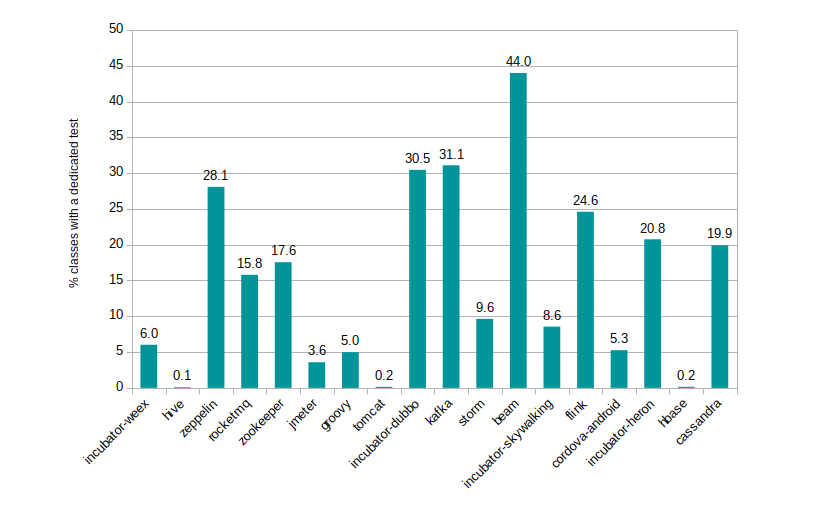 50
45
40
35
30
25
20
15
10
5
0
% classes with a dedicated test
6.0
0.1
28.1
15.8
17.6
3.6
5.0
0.2
30.5
31.1
9.6
44.0
8.6
24.6
5.3
20.8
0.2
19.9
incubator-weex
hive
zeppelin
rocketmq
zookeeper
jmeter
groovy
tomcat
incubator-dubbo
kafka
storm
beam
incubator-skywalking
flink
cordova-android
incubator-heron
hbase
cassandra